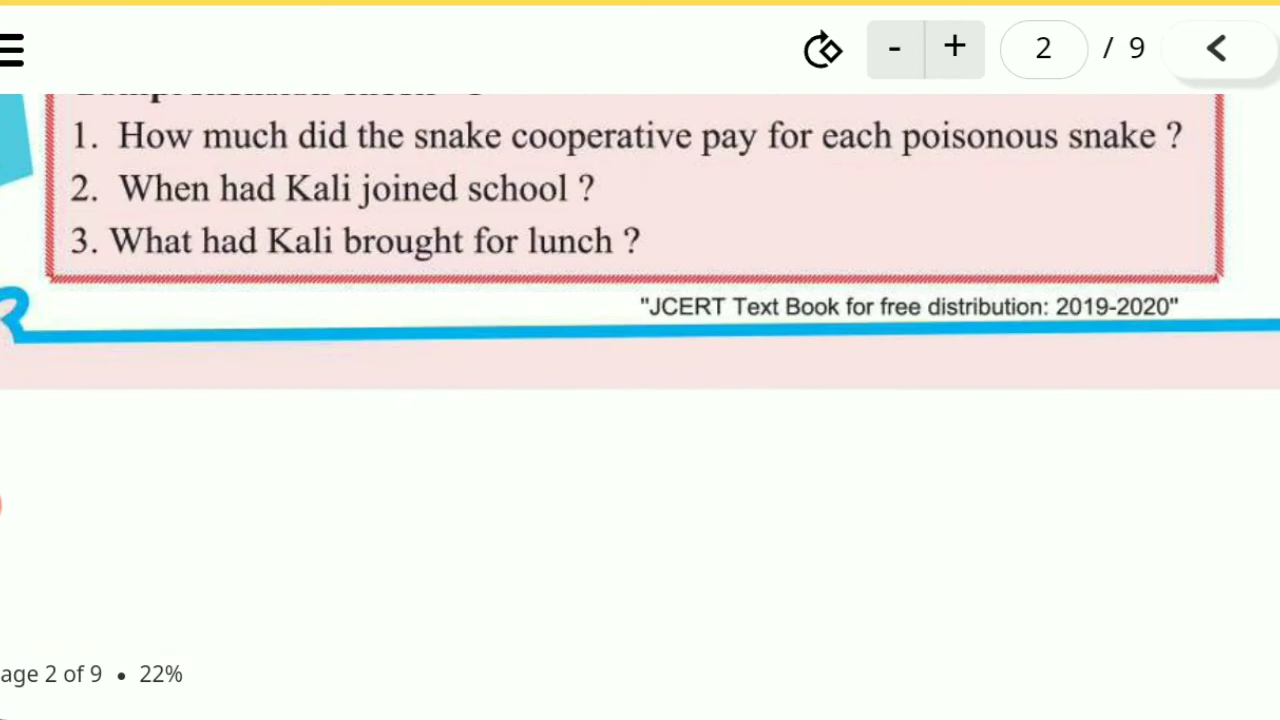 - + 2 / 9
1. How much did the snake cooperative pay for each poisonous snake ?
2. When had Kali joined school ?
3. What had Kali brought for lunch ?
"JCERT Text Book for free distribution: 2019-2020"
age 2 of 9 • 22%